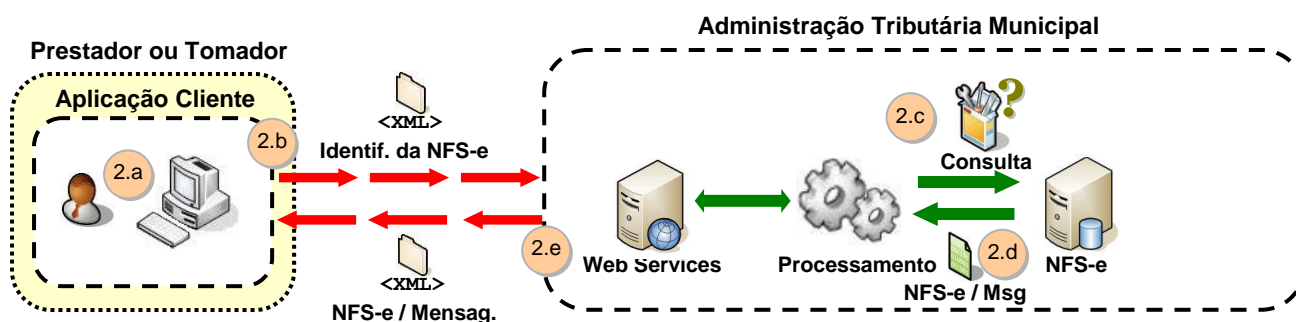 Administração Tributária Municipal
Prestador ou Tomador
Aplicação Cliente
2.a
2.b
<XML>
Identif. da NFS-e
2.c
Consulta
2.e
Web Services
Processamento
2.d
NFS-e
<XML>
NFS-e / Msg
NFS-e / Mensag.